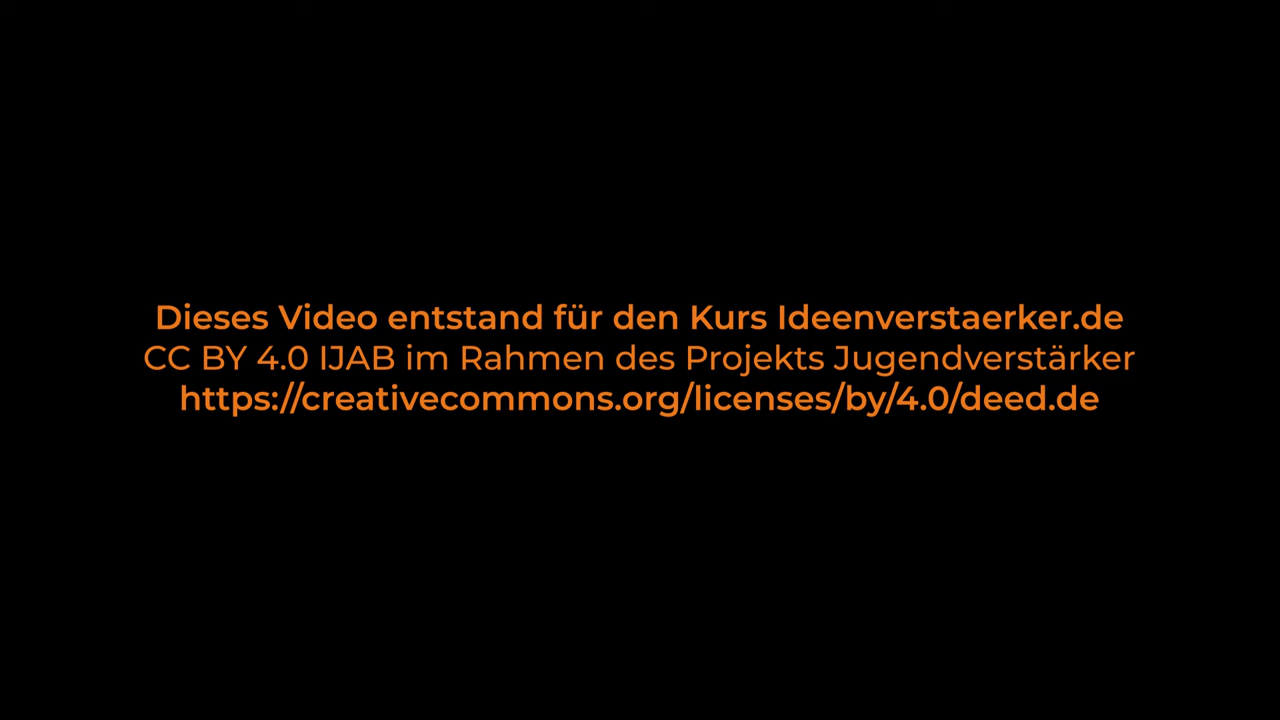 Dieses Video entstand für den Kurs Ideenverstaerker.de
CC BY 4.0 IJAB im Rahmen des Projekts Jugendverstärker
https://creativecommons.org/licenses/by/4.0/deed.de